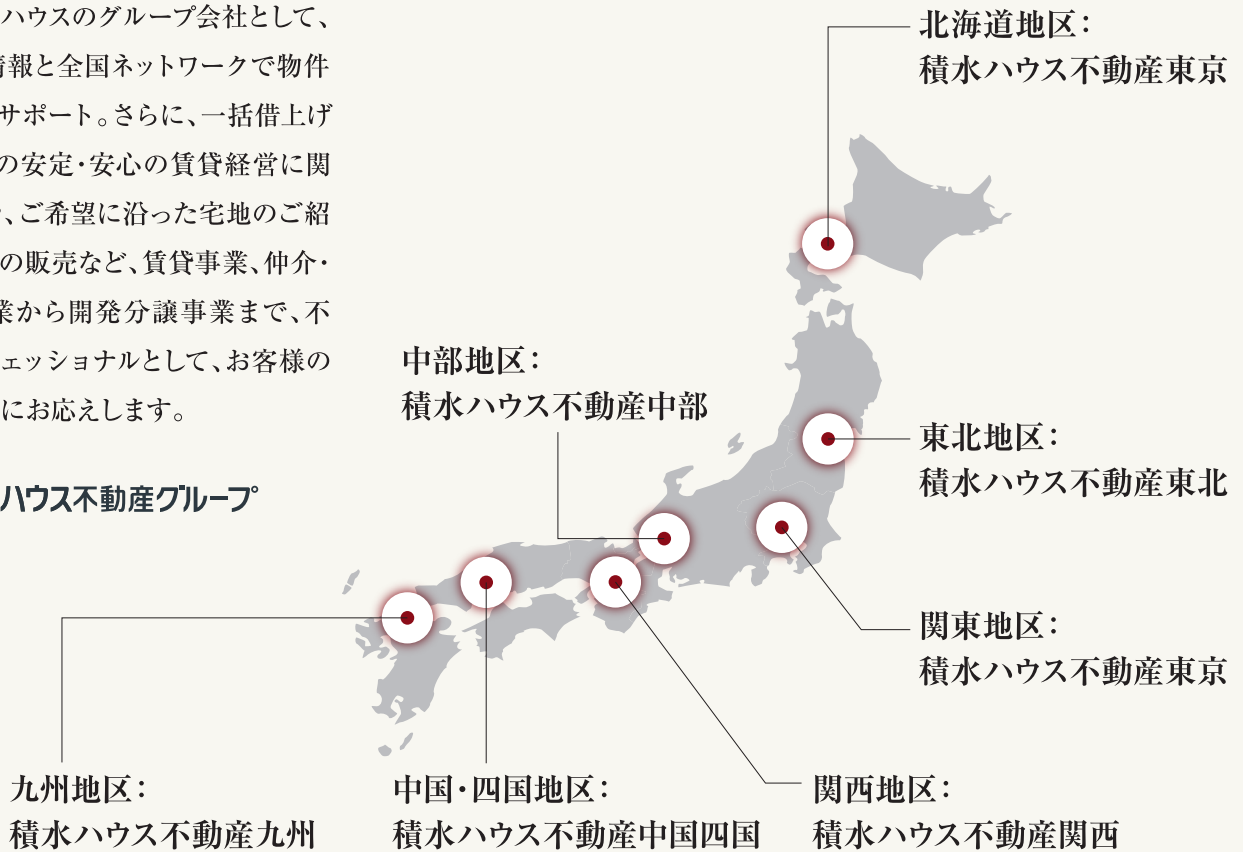 ハウスのグループ会社として、
報と全国ネットワークで物件
サポート。さらに、一括借上げ
の安定・安心の賃貸経営に関
、ご希望に沿った宅地のご紹
の販売など、賃貸事業、仲介・
業から開発分譲事業まで、不
ェッショナルとして、お客様の
にお応えします。
ハウス不動産グループ
北海道地区：
積水ハウス不動産東京
中部地区：
積水ハウス不動産中部
東北地区：
積水ハウス不動産東北
関東地区：
積水ハウス不動産東京
九州地区：
積水ハウス不動産九州
中国・四国地区：
積水ハウス不動産中国四国
関西地区：
積水ハウス不動産関西